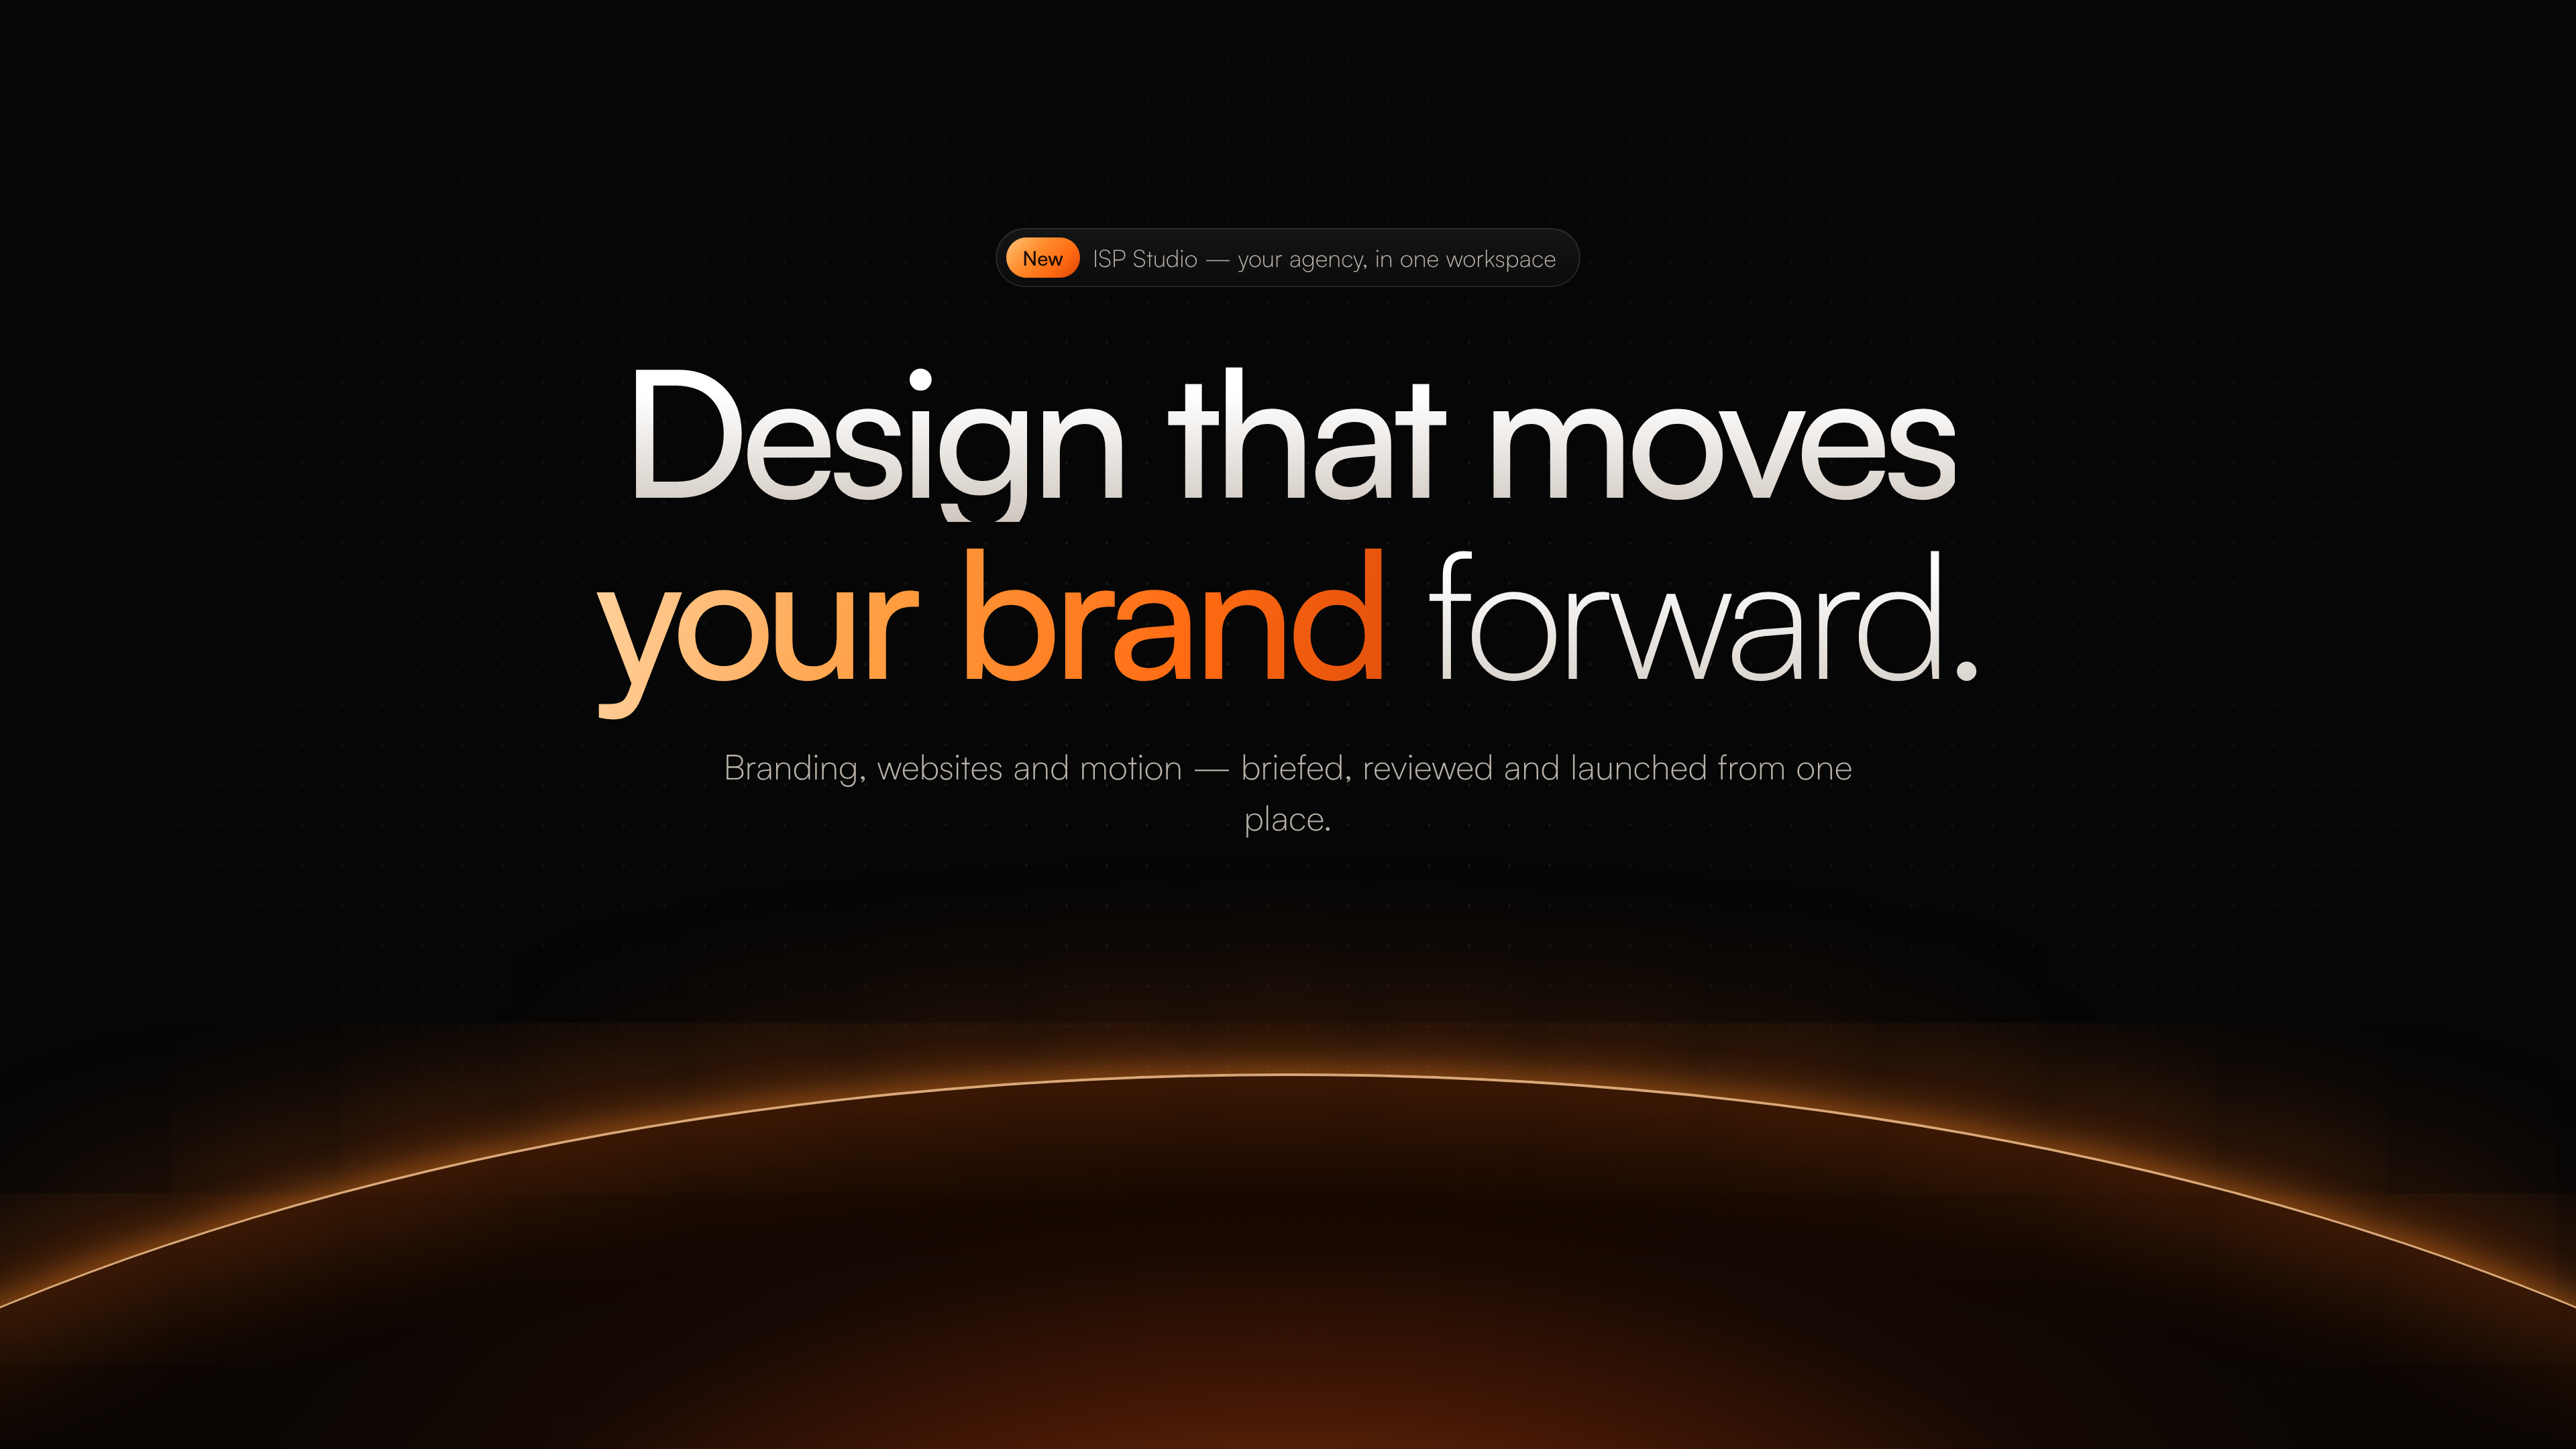 New ISP Studio — your agency, in one workspace
Design that moves
your brand forward.
Branding, websites and motion — briefed, reviewed and launched from one
place.